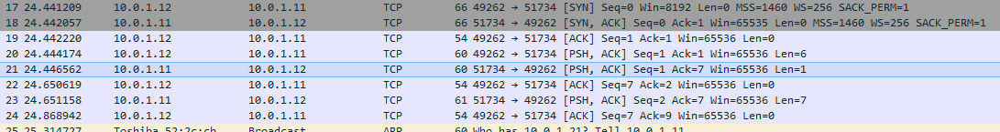 17 24.441209 10.0.1.12 10.0.1.11 TCP 66 49262 → 51734 [SYN] Seq=0 Win=8192 Len=0 MSS=1460 WS=256 SACK_PERM=1
18 24.442057 10.0.1.11 10.0.1.12 TCP 66 51734 → 49262 [SYN, ACK] Seq=0 Ack=1 Win=65535 Len=0 MSS=1460 WS=256 SACK_PERM=1
19 24.442220 10.0.1.12 10.0.1.11 TCP 54 49262 → 51734 [ACK] Seq=1 Ack=1 Win=65536 Len=0
20 24.444174 10.0.1.12 10.0.1.11 TCP 60 49262 → 51734 [PSH, ACK] Seq=1 Ack=1 Win=65536 Len=6
21 24.446562 10.0.1.11 10.0.1.12 TCP 60 51734 → 49262 [PSH, ACK] Seq=1 Ack=7 Win=65536 Len=1
22 24.650619 10.0.1.12 10.0.1.11 TCP 54 49262 → 51734 [ACK] Seq=7 Ack=2 Win=65536 Len=0
23 24.651158 10.0.1.11 10.0.1.12 TCP 61 51734 → 49262 [PSH, ACK] Seq=2 Ack=7 Win=65536 Len=7
24 24.868942 10.0.1.12 10.0.1.11 TCP 54 49262 → 51734 [ACK] Seq=7 Ack=9 Win=65536 Len=0
25 25.314727 Toshiba_52:2c:cb Broadcast ARP 60 Who has 10.0.1.21? Tell 10.0.1.11